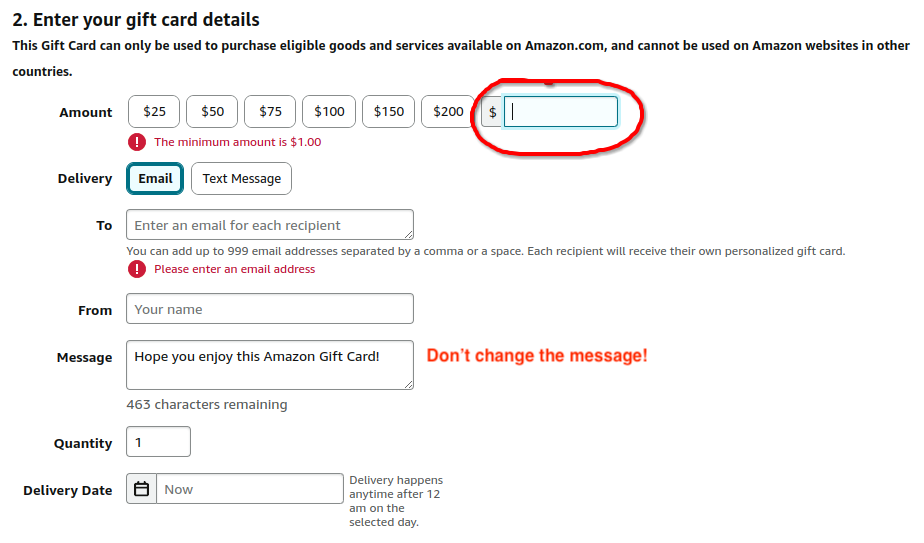 2. Enter your gift card details
This Gift Card can only be used to purchase eligible goods and services available on Amazon.com, and cannot be used on Amazon websites in other
countries.
Amount $25 $50 $75 $100 $150 $200 $
! The minimum amount is $1.00
Delivery Email Text Message
To Enter an email for each recipient
You can add up to 999 email addresses separated by a comma or a space. Each recipient will receive their own personalized gift card.
! Please enter an email address
From Your name
Message Hope you enjoy this Amazon Gift Card! Don't change the message!
463 characters remaining
Quantity 1
Delivery Date Now
Delivery happens
anytime after 12
am on the
selected day.